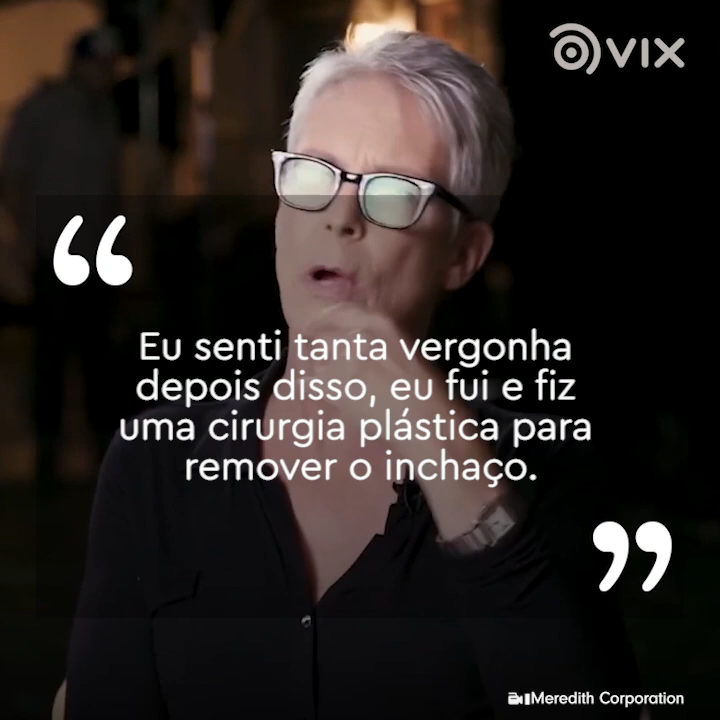 VIX
“
Eu senti tanta vergonha
depois disso, eu fui e fiz
uma cirurgia plástica para
remover o inchaço.
”
Meredith Corporation